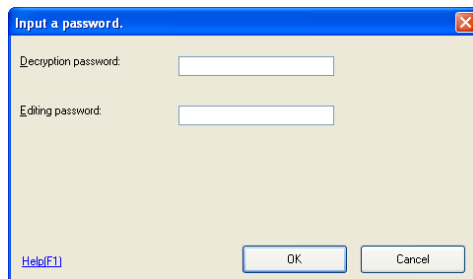 Input a password.
Decryption password:
Editing password:
Help(F1)
OK
Cancel